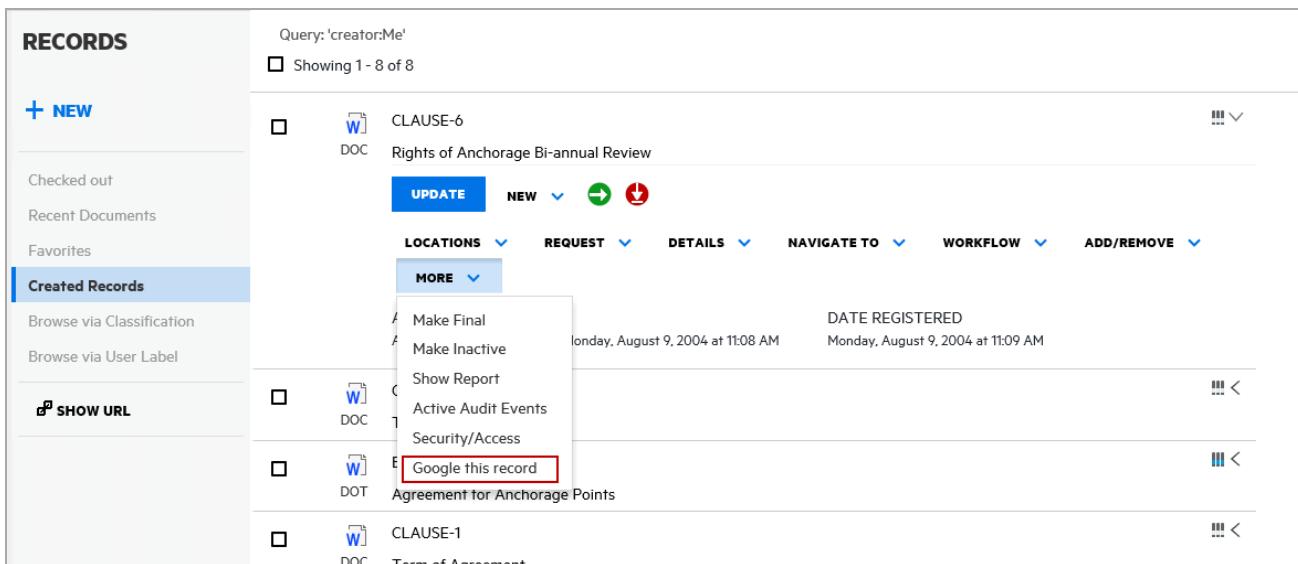 RECORDS
+ NEW
Checked out
Recent Documents
Favorites
Created Records
Browse via Classification
Browse via User Label
SHOW URL
Query: 'creator:Me'
Showing 1 - 8 of 8
CLAUSE-6
DOC
Rights of Anchorage Bi-annual Review
UPDATE NEW
LOCATIONS REQUEST DETAILS NAVIGATE TO WORKFLOW ADD/REMOVE
MORE
Make Final
Make Inactive
Show Report
Active Audit Events
Security/Access
Google this record
DATE REGISTERED
August 9, 2004 at 11:08 AM Monday, August 9, 2004 at 11:09 AM
DOC
DOT
Agreement for Anchorage Points
CLAUSE-1
DOC
Term of Agreement